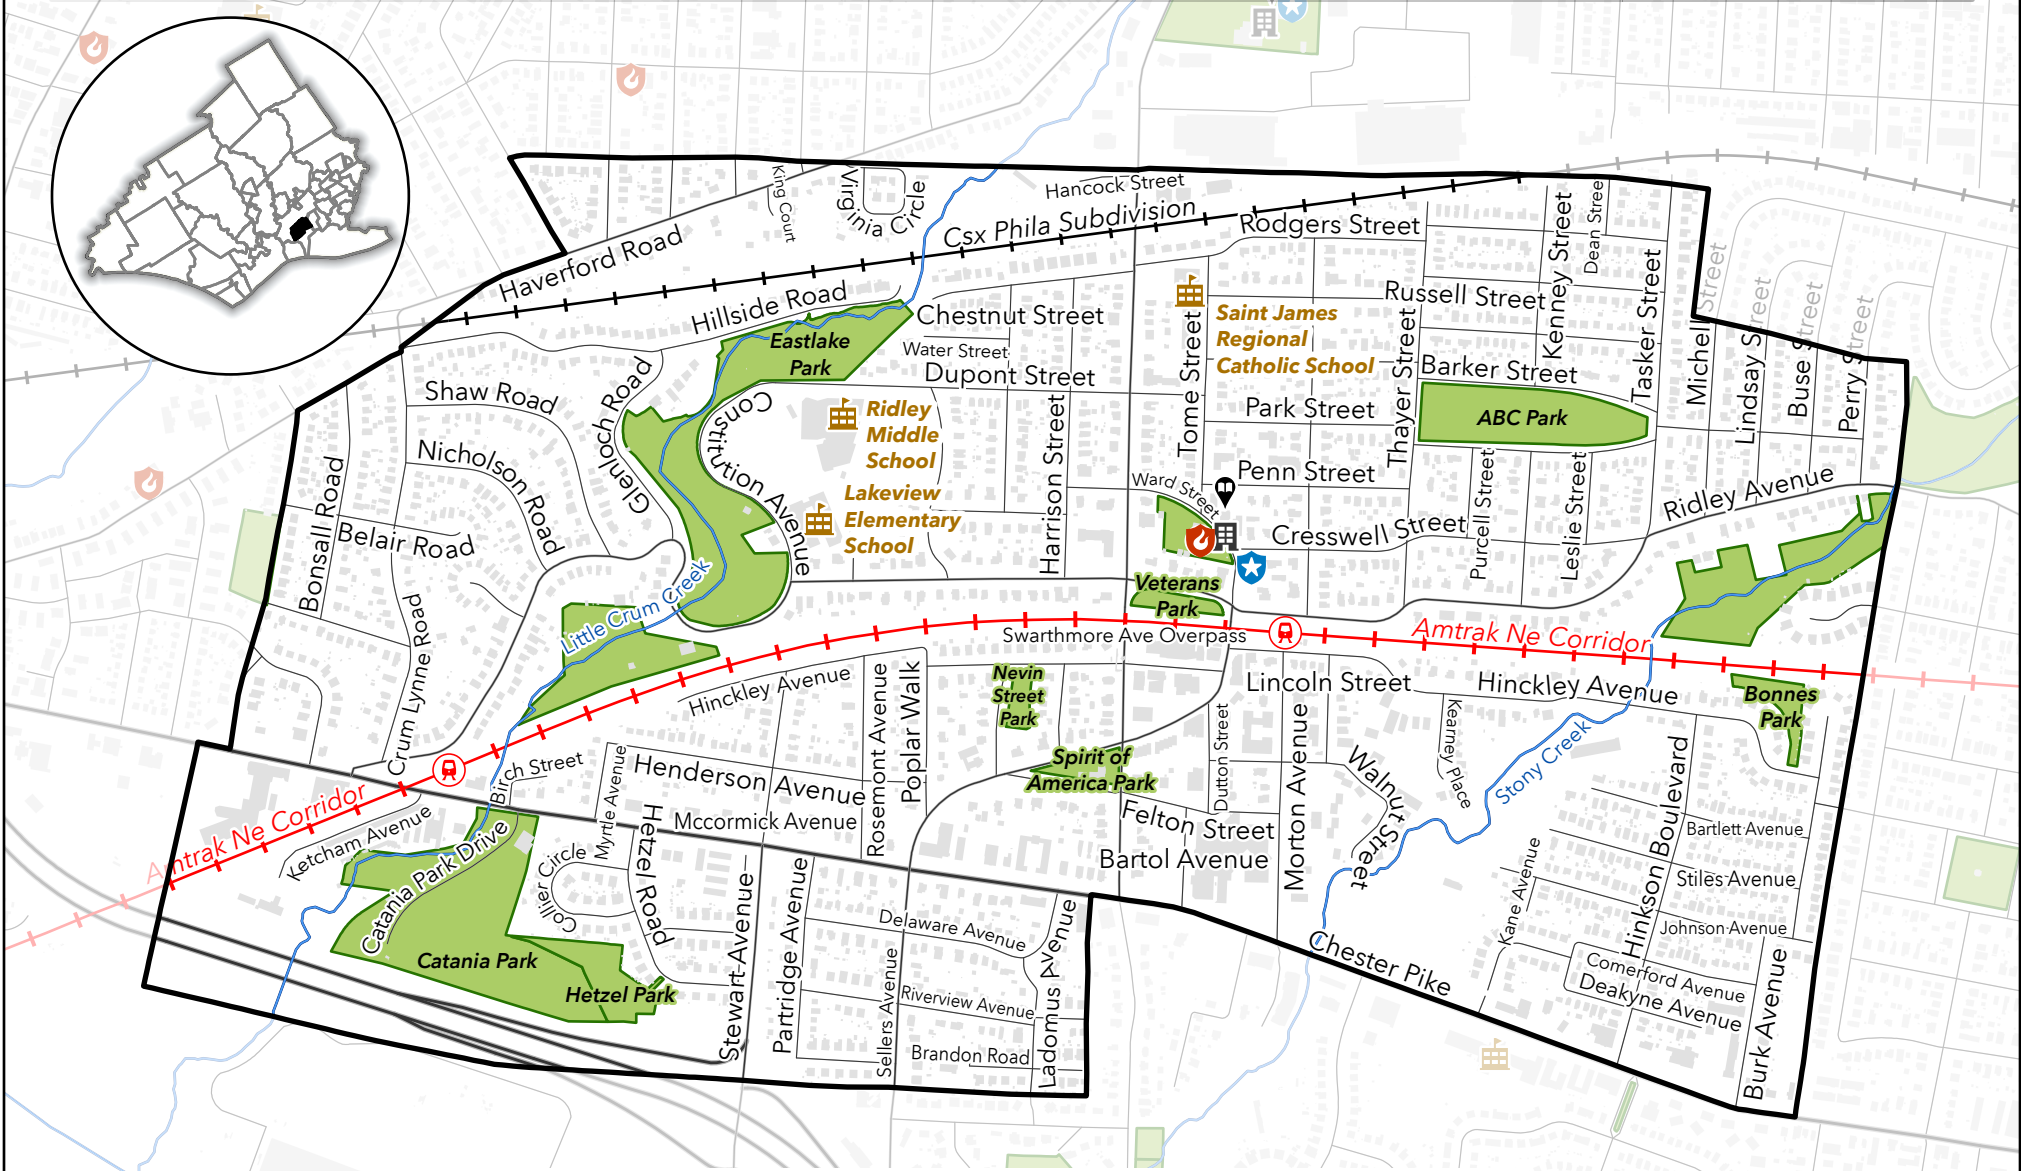 King Court
Virginia Circle
Hancock Street
Csx Phila Subdivision
Haverford Road
Rodgers Street
Kenney Street
Dean Street
Tasker Street
Michell Street
Lindsay Street
Buse Street
Perry Street
Hillside Road
Eastlake
Park
Chestnut Street
Water Street
Dupont Street
Tome Street
Saint James
Regional
Catholic School
Russell Street
Thayer Street
Barker Street
Park Street
ABC Park
Shaw Road
Glenloch Road
Constitution Avenue
Ridley
Middle
School
Lakeview
Elementary
School
Harrison Street
Nicholson Road
Bonsall Road
Belair Road
Ward Street
Penn Street
Cresswell Street
Purcell Street
Leslie Street
Ridley Avenue
Little Crum Creek
Crum Lynne Road
Veterans
Park
Swarthmore Ave Overpass
Amtrak Ne Corridor
Hinckley Avenue
Rosemont Avenue
Poplar Walk
Nevin
Street
Park
Lincoln Street
Hinckley Avenue
Bonnes
Park
Spirit of
America Park
Dutton Street
Morton Avenue
Walnut Street
Kearney Place
Stony Creek
Hinkson Boulevard
Birch Street
Myrtle Avenue
Henderson Avenue
Mccormick Avenue
Felton Street
Bartol Avenue
Amtrak Ne Corridor
Ketcham Avenue
Catania Park Drive
Collier Circle
Hetzel Road
Catania Park
Hetzel Park
Stewart Avenue
Partridge Avenue
Sellers Avenue
Delaware Avenue
Riverview Avenue
Brandon Road
Ladomus Avenue
Chester Pike
Kane Avenue
Bartlett Avenue
Stiles Avenue
Johnson Avenue
Comerford Avenue
Deakyne Avenue
Burk Avenue